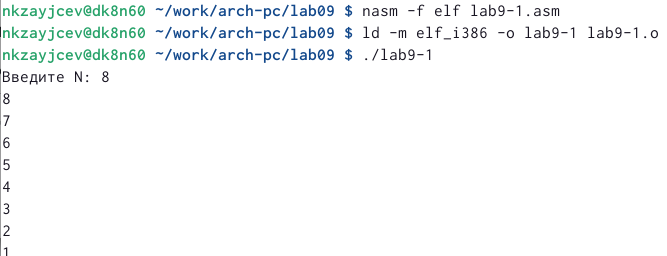 nkzayjcev@dk8n60 ~/work/arch-pc/lab09 $ nasm -f elf lab9-1.asm
nkzayjcev@dk8n60 ~/work/arch-pc/lab09 $ ld -m elf_i386 -o lab9-1 lab9-1.o
nkzayjcev@dk8n60 ~/work/arch-pc/lab09 $ ./lab9-1
Введите N: 8
8
7
6
5
4
3
2
1